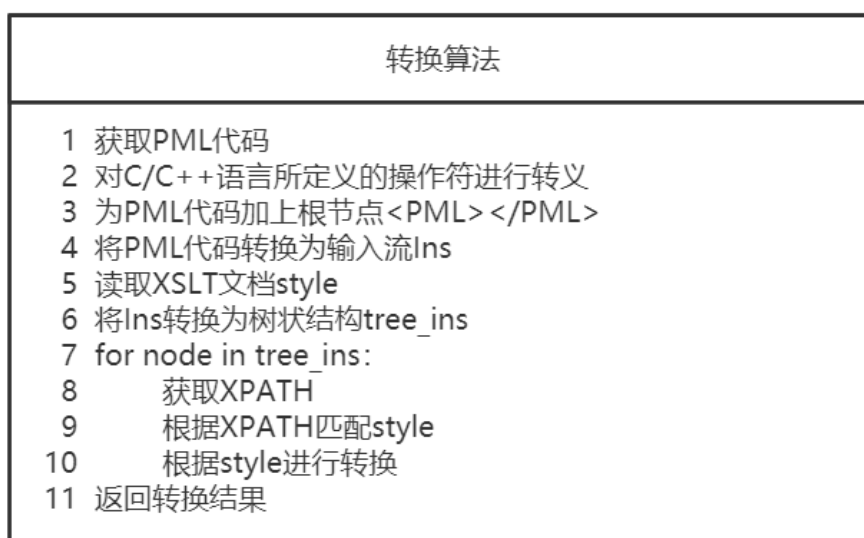 转换算法
1 获取PML代码
2 对C/C++语言所定义的操作符进行转义
3 为PML代码加上根节点<PML></PML>
4 将PML代码转换为输入流Ins
5 读取XSLT文档style
6 将Ins转换为树状结构tree_ins
7 for node in tree_ins:
8 获取XPATH
9 根据XPATH匹配style
10 根据style进行转换
11 返回转换结果